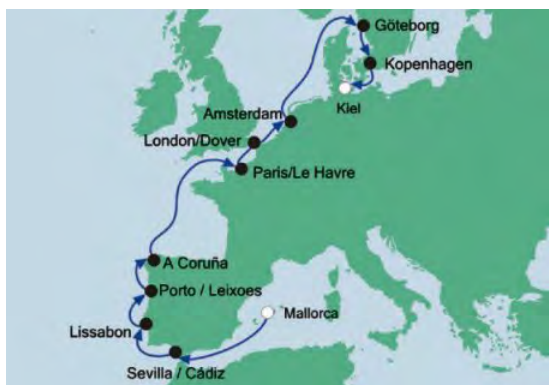 Göteborg
Kopenhagen
Kiel
Amsterdam
London/Dover
Paris/Le Havre
A Coruña
Porto / Leixoes
Mallorca
Lissabon
Sevilla / Cádiz